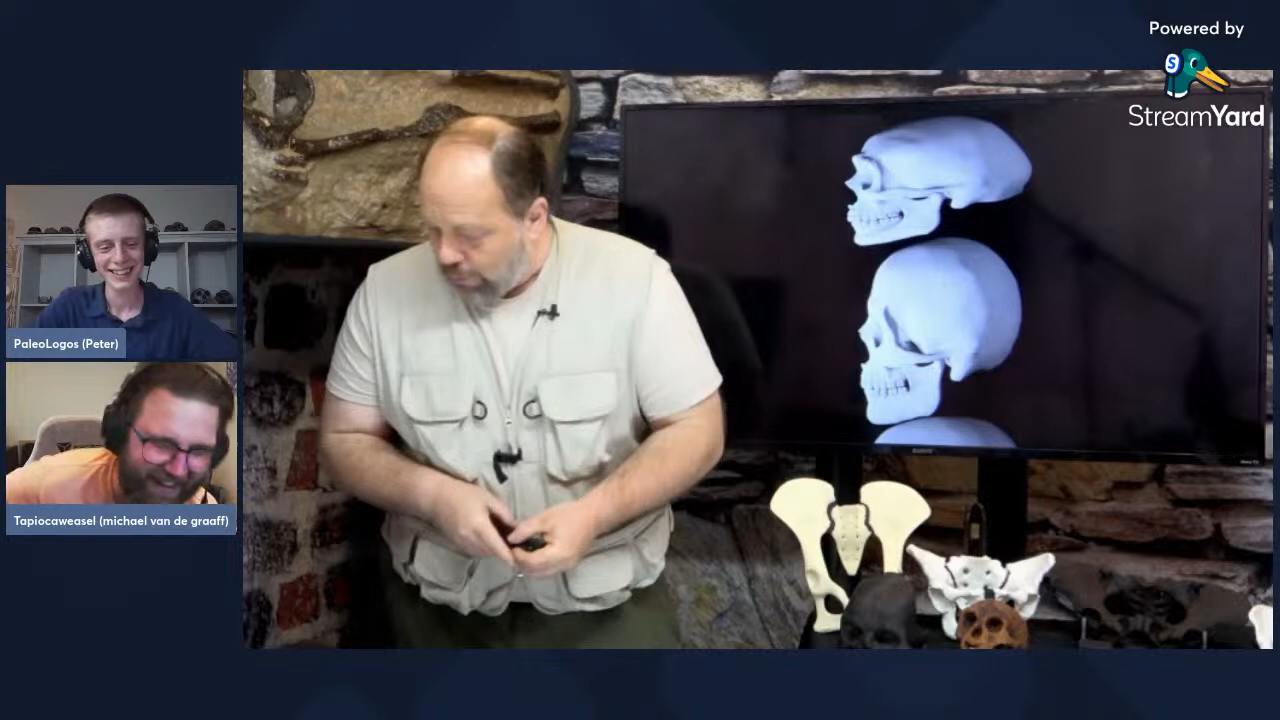 Powered by
S
StreamYard
PaleoLogos (Peter)
Tapiocaweasel (michael van de graaff)